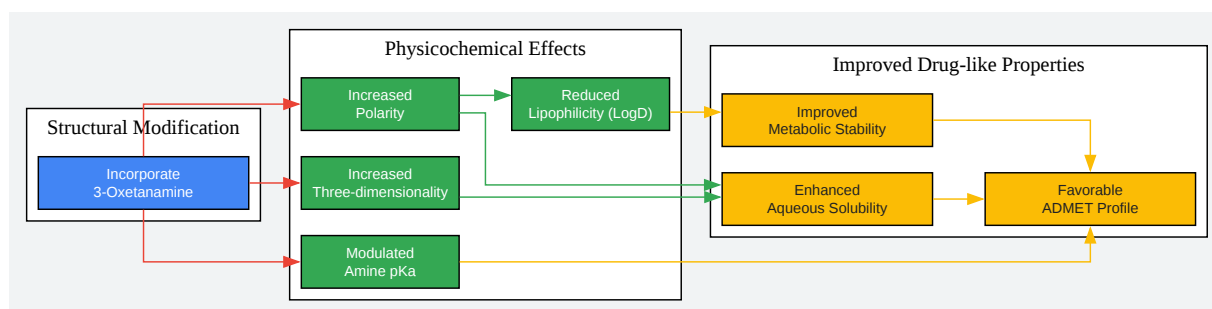 Structural Modification
Incorporate
3-Oxetanamine
Physicochemical Effects
Increased
Polarity
Reduced
Lipophilicity (LogD)
Increased
Three-dimensionality
Modulated
Amine pKa
Improved Drug-like Properties
Improved
Metabolic Stability
Enhanced
Aqueous Solubility
Favorable
ADMET Profile